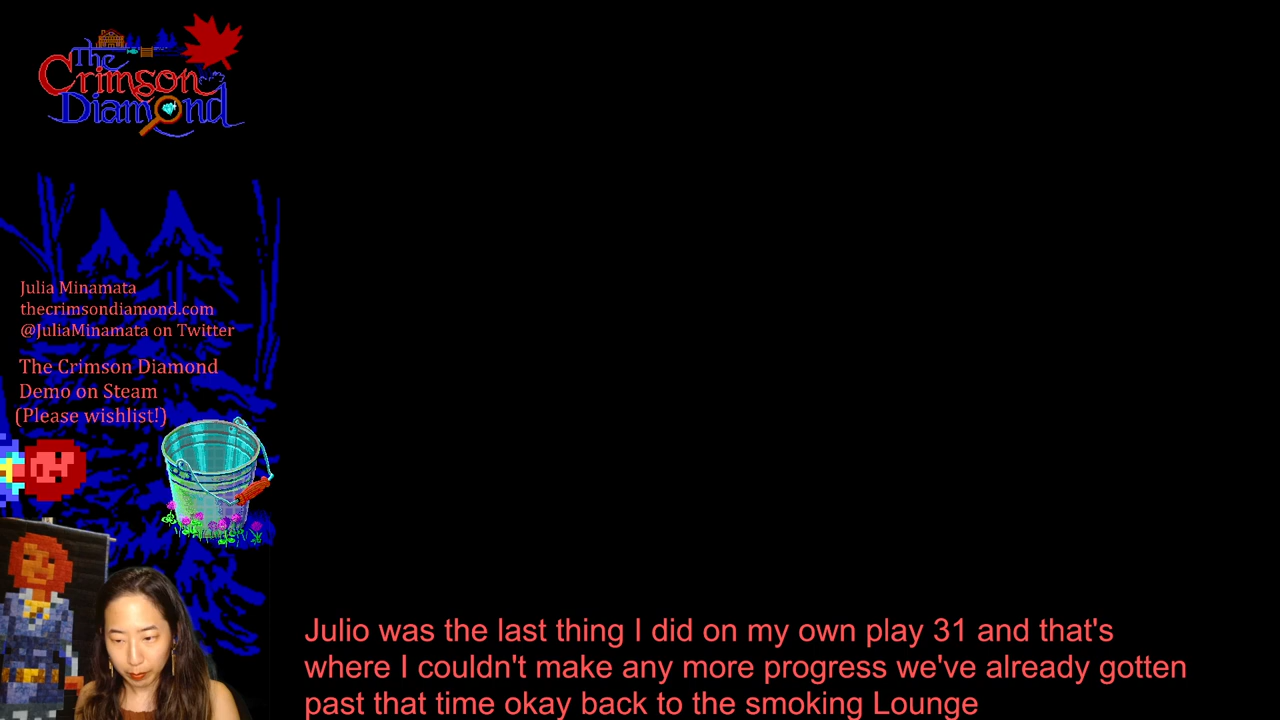 The
Crimson
Diamond
Julia Minamata
thecrimsondiamond.com
@JuliaMinamata on Twitter
The Crimson Diamond
Demo on Steam
(Please wishlist!)
Julio was the last thing I did on my own play 31 and that's
where I couldn't make any more progress we've already gotten
past that time okay back to the smoking Lounge